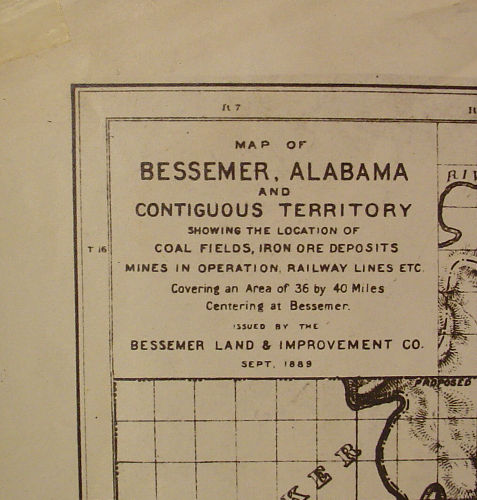 R 7
MAP OF
BESSEMER, ALABAMA
AND
CONTIGUOUS TERRITORY
SHOWING THE LOCATION OF
COAL FIELDS, IRON ORE DEPOSITS
MINES IN OPERATION, RAILWAY LINES ETC.
Covering an Area of 36 by 40 Miles
Centering at Bessemer.
ISSUED BY THE
BESSEMER LAND & IMPROVEMENT CO.
SEPT. 1889
T 16
PROPOSED